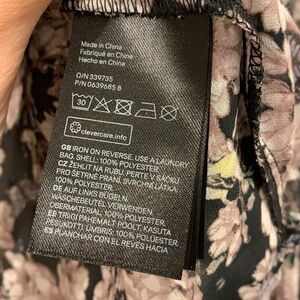 Made in China
Fabriqué en Chine
Hecho en China
O/N 339735
P/N 0639685 8
30
clevercare.info
GB IRON ON REVERSE, USE A LAUNDRY
BAG. SHELL: 100% POLYESTER
CZ ŽEHLIT NA RUBU. PERTE V SÁČKU
PRO ŠETRNÉ PRANÍ. SVRCHNÍ LÁTKA.
100% POLYESTER
DE AUF LINKS BÜGELN.
WÄSCHEBEUTEL VERWENDEN.
OBERMATERIAL: 100% POLYESTER
EE TRIIGI PAHEMALT POOLT. KASUTA
PESUKOTTI. UMBRIS: 100% POLÜESTER
ES PLANCHAR CON EL REVÉS HACIA